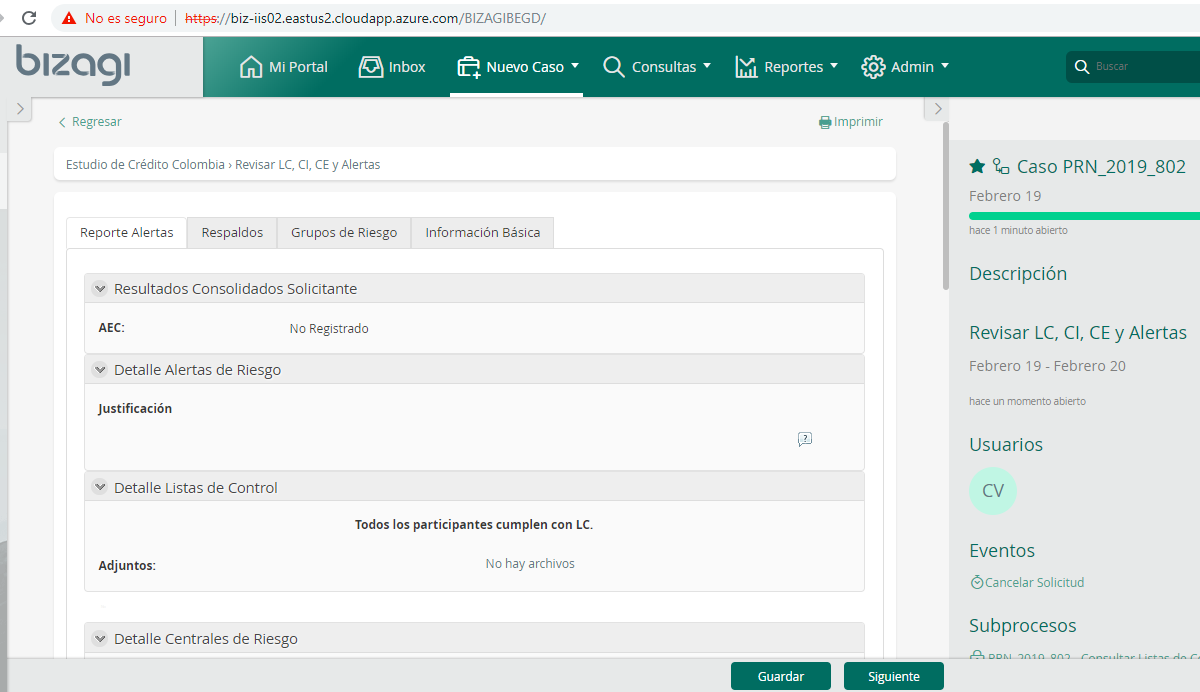 No es seguro | https://biz-iis02.eastus2.cloudapp.azure.com/BIZAGIBEGD/
bizagi
Mi Portal Inbox Nuevo Caso Consultas Reportes Admin Buscar
Regresar
Imprimir
Estudio de Crédito Colombia › Revisar LC, CI, CE y Alertas
Reporte Alertas Respaldos Grupos de Riesgo Información Básica
Resultados Consolidados Solicitante
AEC: No Registrado
Detalle Alertas de Riesgo
Justificación
?
Detalle Listas de Control
Todos los participantes cumplen con LC.
Adjuntos: No hay archivos
Detalle Centrales de Riesgo
Guardar Siguiente
Caso PRN_2019_802
Febrero 19
hace 1 minuto abierto
Descripción
Revisar LC, CI, CE y Alertas
Febrero 19 - Febrero 20
hace un momento abierto
Usuarios
CV
Eventos
Cancelar Solicitud
Subprocesos
PRN_2019_802 - Consultar Listas de